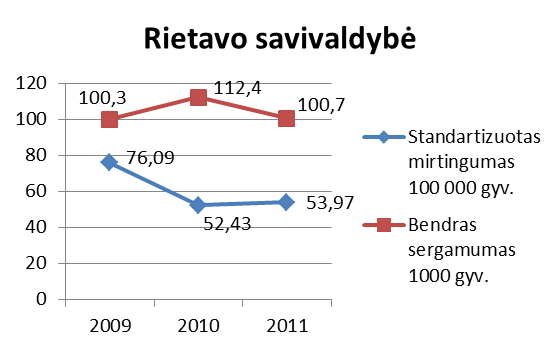 Rietavo savivaldybė
120
100
80
60
40
20
0
100,3
112,4
100,7
76,09
52,43
53,97
2009
2010
2011
Standartizuotas
mirtingumas
100 000 gyv.
Bendras
sergamumas
1000 gyv.